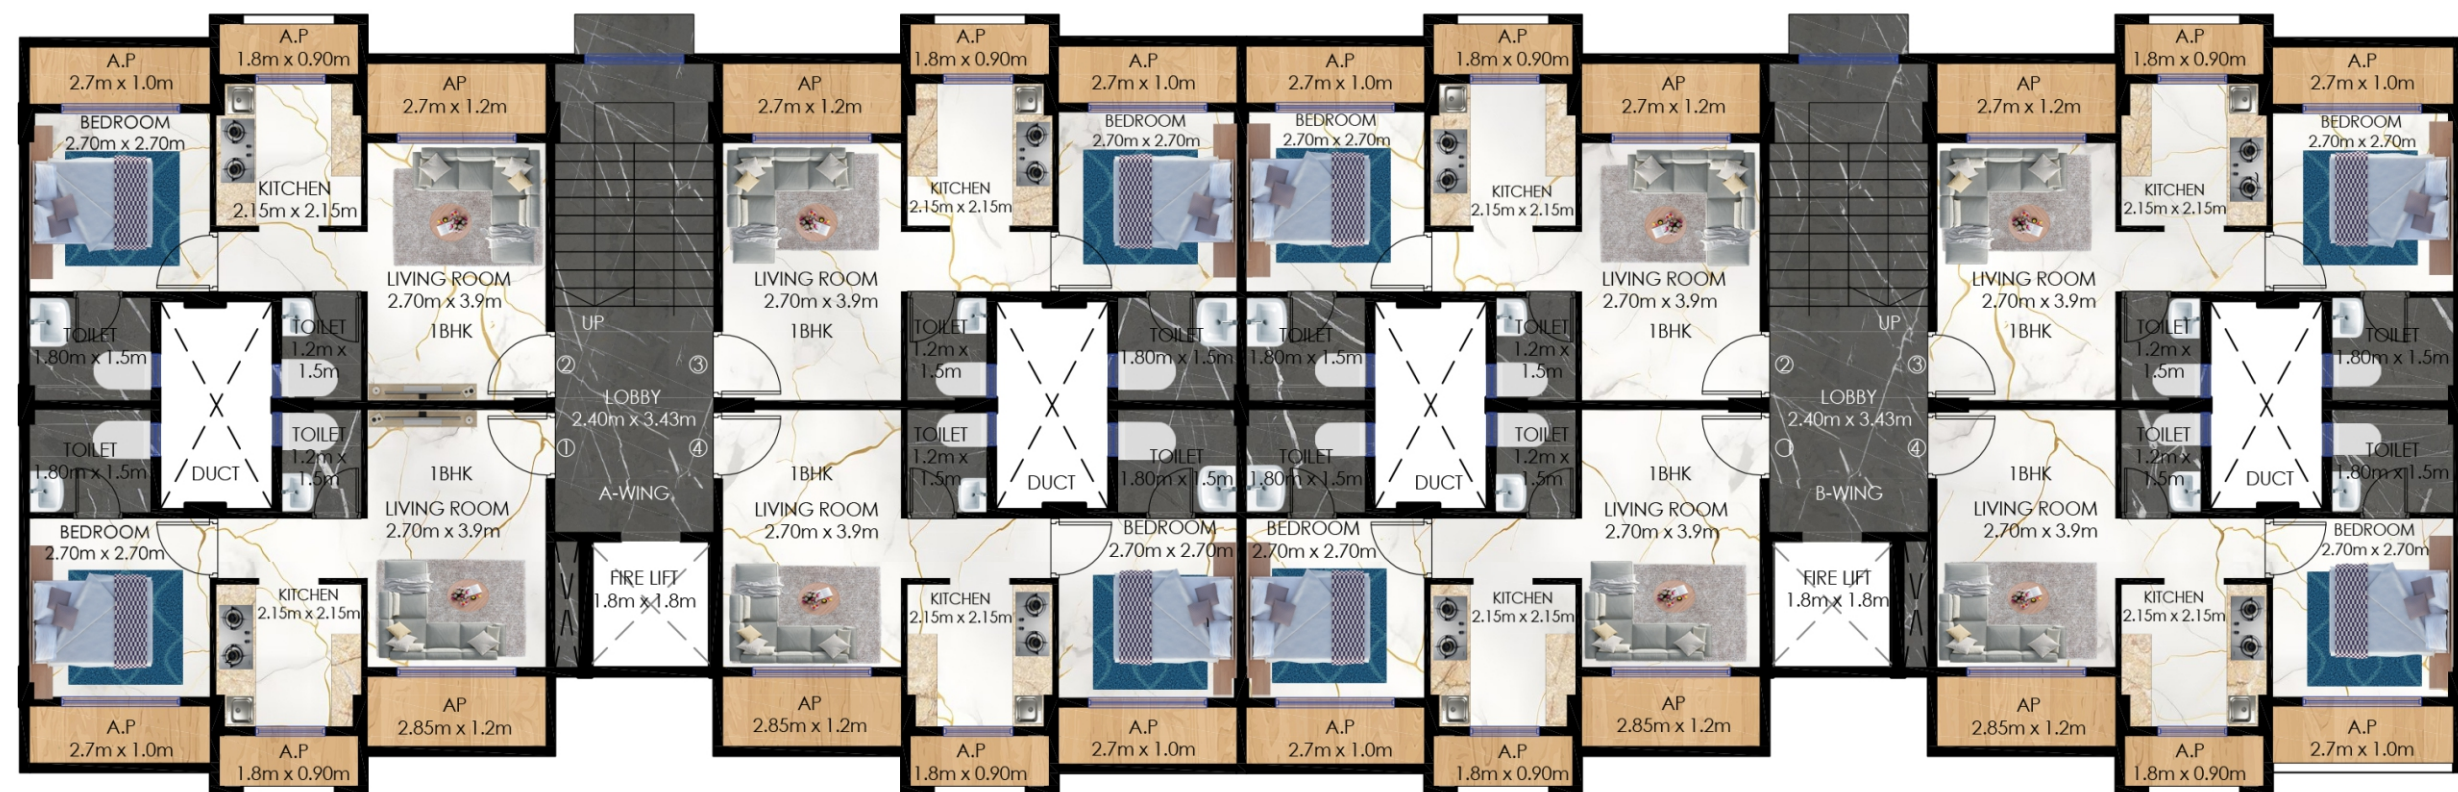 A.P
2.7m x 1.0m
A.P
1.8m x 0.90m
AP
2.7m x 1.2m
AP
2.7m x 1.2m
A.P
1.8m x 0.90m
A.P
2.7m x 1.0m
A.P
2.7m x 1.0m
A.P
1.8m x 0.90m
AP
2.7m x 1.2m
AP
2.7m x 1.2m
A.P
1.8m x 0.90m
A.P
2.7m x 1.0m
BEDROOM
2.70m x 2.70m
KITCHEN
2.15m x 2.15m
LIVING ROOM
2.70m x 3.9m
1BHK
LIVING ROOM
2.70m x 3.9m
1BHK
KITCHEN
2.15m x 2.15m
BEDROOM
2.70m x 2.70m
BEDROOM
2.70m x 2.70m
KITCHEN
2.15m x 2.15m
LIVING ROOM
2.70m x 3.9m
1BHK
LIVING ROOM
2.70m x 3.9m
1BHK
KITCHEN
2.15m x 2.15m
BEDROOM
2.70m x 2.70m
TOILET
1.80m x 1.5m
TOILET
1.2m x
1.5m
UP
2
3
LOBBY
2.40m x 3.43m
1
4
A-WING
TOILET
1.2m x
1.5m
TOILET
1.80m x 1.5m
TOILET
1.80m x 1.5m
TOILET
1.2m x
1.5m
UP
2
3
LOBBY
2.40m x 3.43m
4
B-WING
TOILET
1.2m x
1.5m
TOILET
1.80m x 1.5m
TOILET
1.80m x 1.5m
DUCT
TOILET
1.2m x
1.5m
TOILET
1.2m x
1.5m
DUCT
TOILET
1.80m x 1.5m
TOILET
1.80m x 1.5m
DUCT
TOILET
1.2m x
1.5m
TOILET
1.2m x
1.5m
DUCT
TOILET
1.80m x 1.5m
BEDROOM
2.70m x 2.70m
KITCHEN
2.15m x 2.15m
1BHK
LIVING ROOM
2.70m x 3.9m
FIRE LIFT
1.8m x 1.8m
1BHK
LIVING ROOM
2.70m x 3.9m
KITCHEN
2.15m x 2.15m
BEDROOM
2.70m x 2.70m
BEDROOM
2.70m x 2.70m
KITCHEN
2.15m x 2.15m
1BHK
LIVING ROOM
2.70m x 3.9m
FIRE LIFT
1.8m x 1.8m
1BHK
LIVING ROOM
2.70m x 3.9m
KITCHEN
2.15m x 2.15m
BEDROOM
2.70m x 2.70m
A.P
2.7m x 1.0m
A.P
1.8m x 0.90m
AP
2.85m x 1.2m
AP
2.85m x 1.2m
A.P
1.8m x 0.90m
A.P
2.7m x 1.0m
A.P
2.7m x 1.0m
A.P
1.8m x 0.90m
AP
2.85m x 1.2m
AP
2.85m x 1.2m
A.P
1.8m x 0.90m
A.P
2.7m x 1.0m